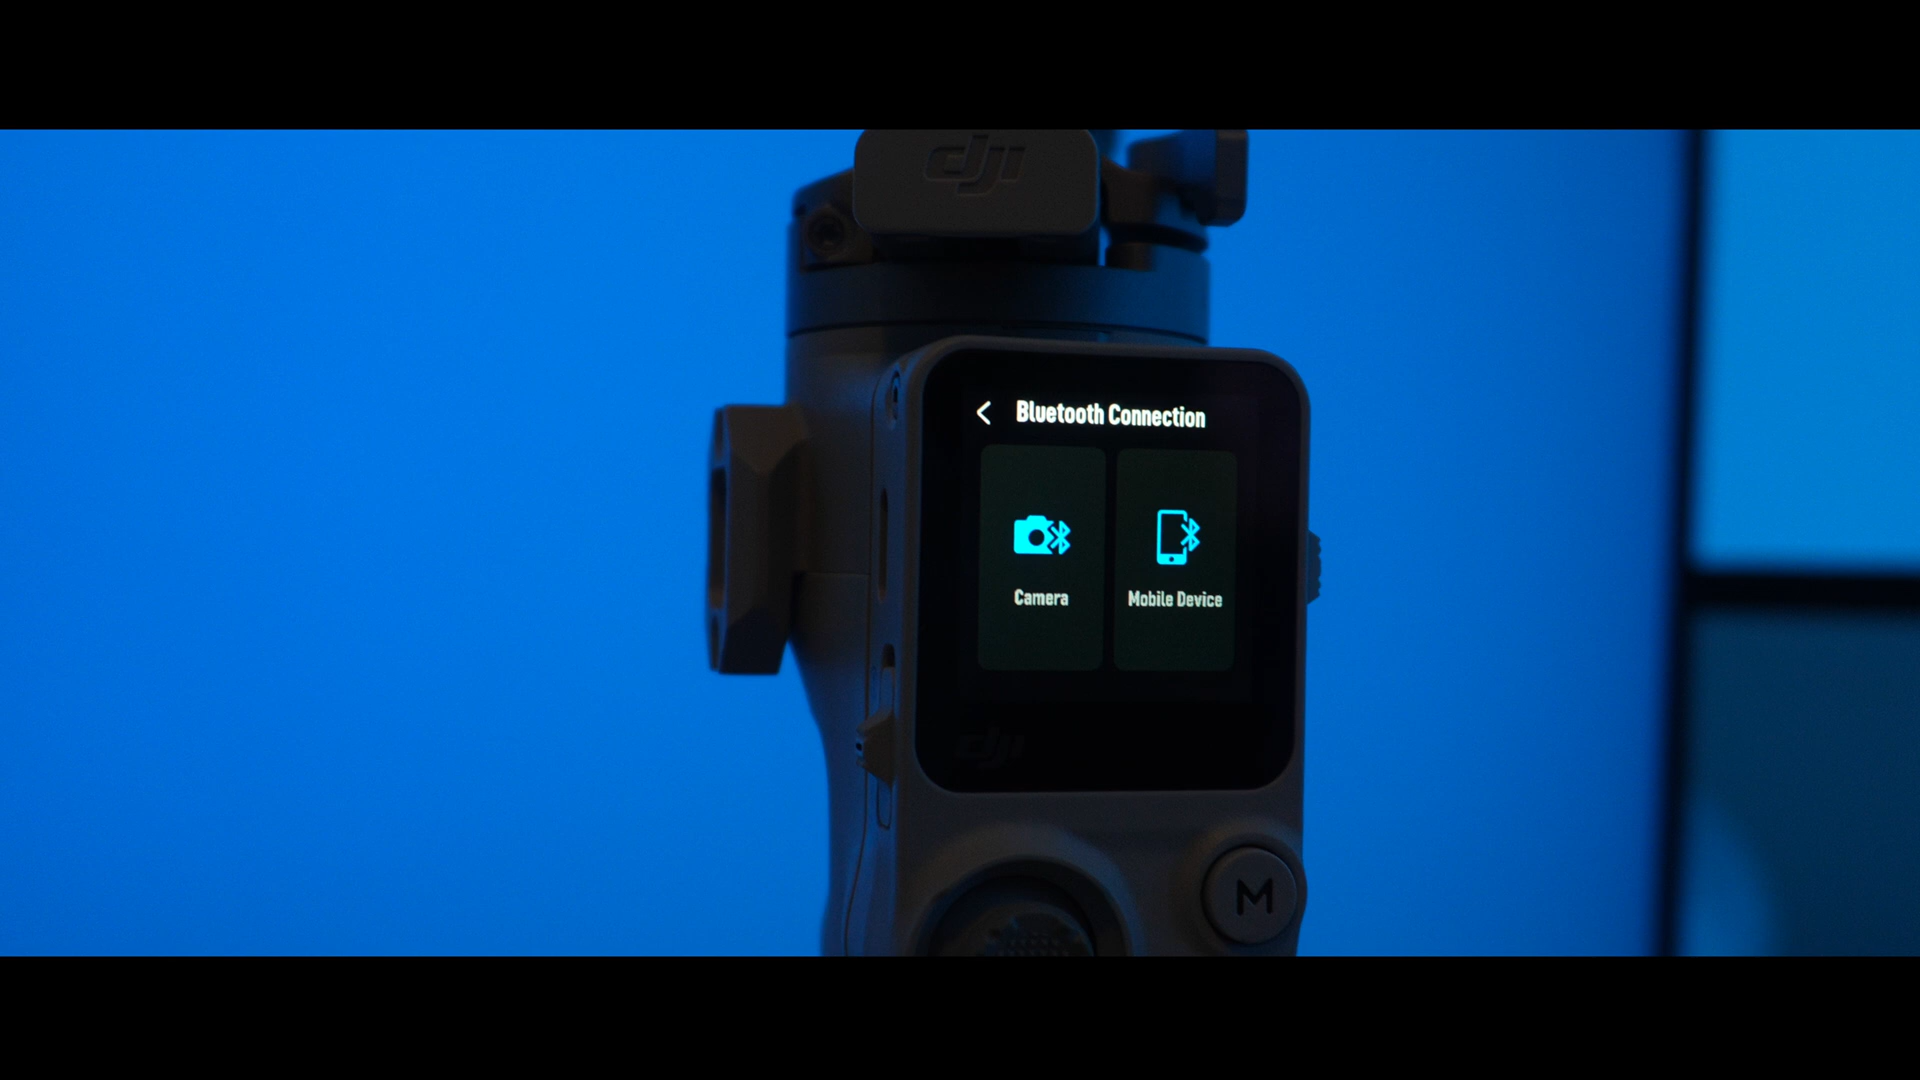 dji
Bluetooth Connection
Camera
Mobile Device
dji
M